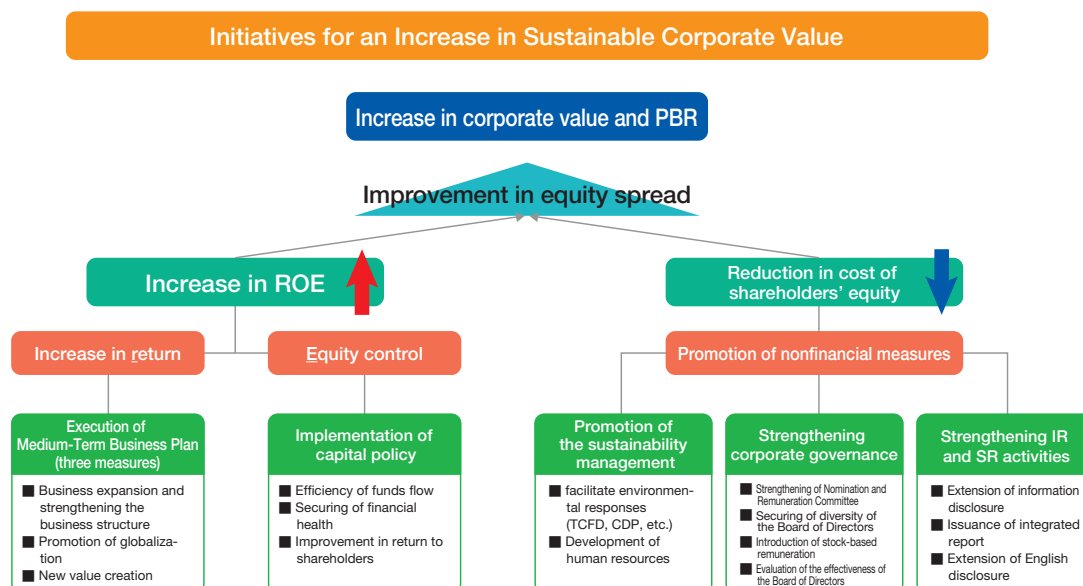 Initiatives for an Increase in Sustainable Corporate Value
Increase in corporate value and PBR
Improvement in equity spread
Increase in ROE
Reduction in cost of
shareholders' equity
Increase in return
Equity control
Promotion of nonfinancial measures
Execution of
Medium-Term Business Plan
(three measures)
■ Business expansion and
strengthening the
business structure
■ Promotion of globaliza-
tion
■ New value creation
Implementation of
capital policy
■ Efficiency of funds flow
■ Securing of financial
health
■ Improvement in return to
shareholders
Promotion of
the sustainability
management
■ facilitate environmen-
tal responses
(TCFD, CDP, etc.)
■ Development of
human resources
Strengthening
corporate governance
■ Strengthening of Nomination and
Remuneration Committee
■ Securing of diversity of
the Board of Directors
■ Introduction of stock-based
remuneration
■ Evaluation of the effectiveness of
the Board of Directors
Strengthening IR
and SR activities
■ Extension of information
disclosure
■ Issuance of integrated
report
■ Extension of English
disclosure